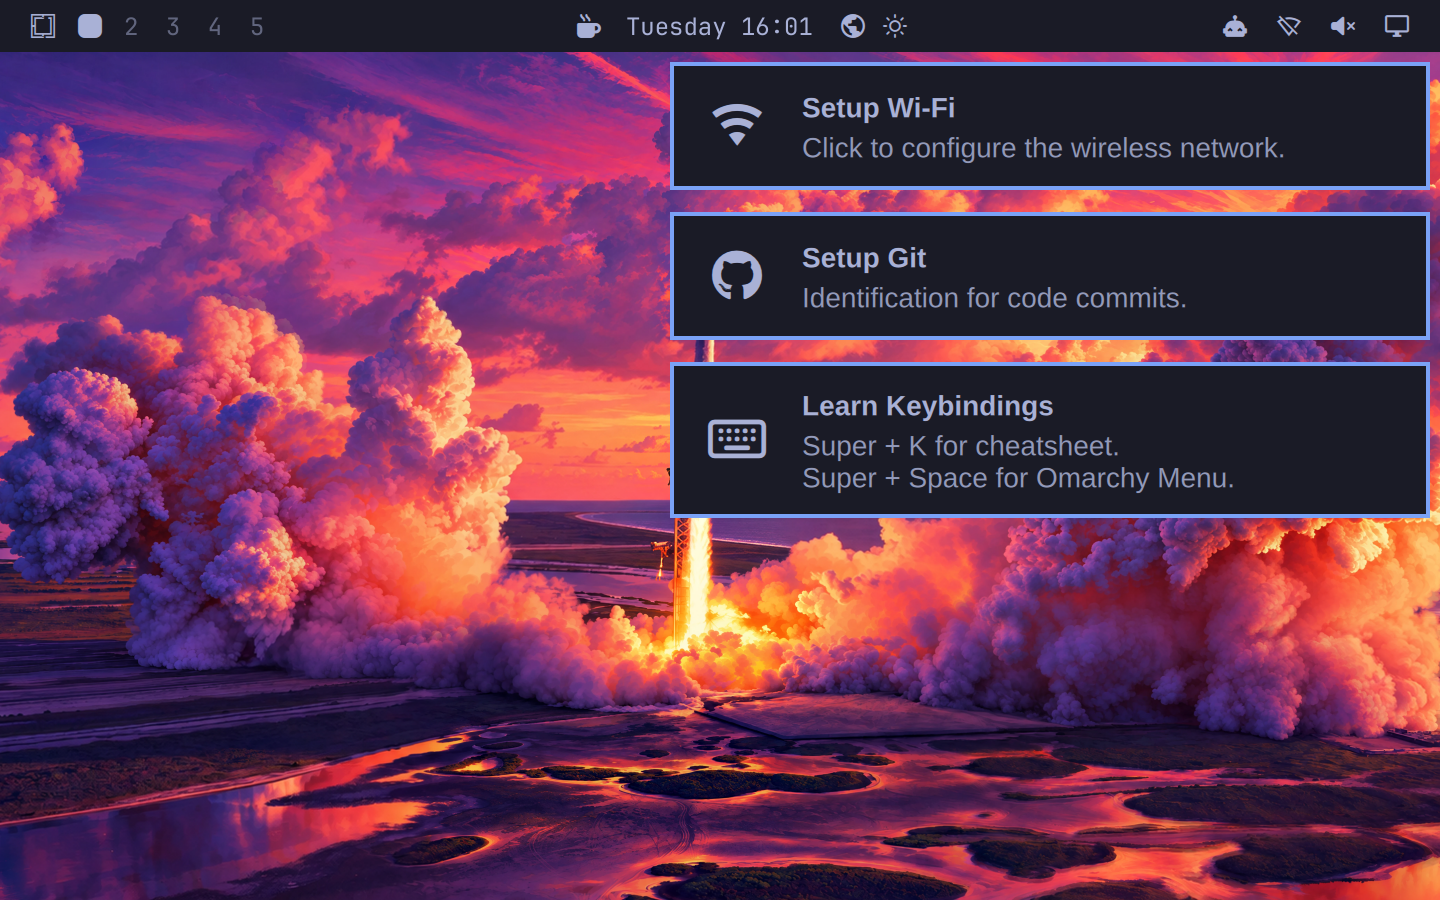 2 3 4 5
Tuesday 16:01
Setup Wi-Fi
Click to configure the wireless network.
Setup Git
Identification for code commits.
Learn Keybindings
Super + K for cheatsheet.
Super + Space for Omarchy Menu.